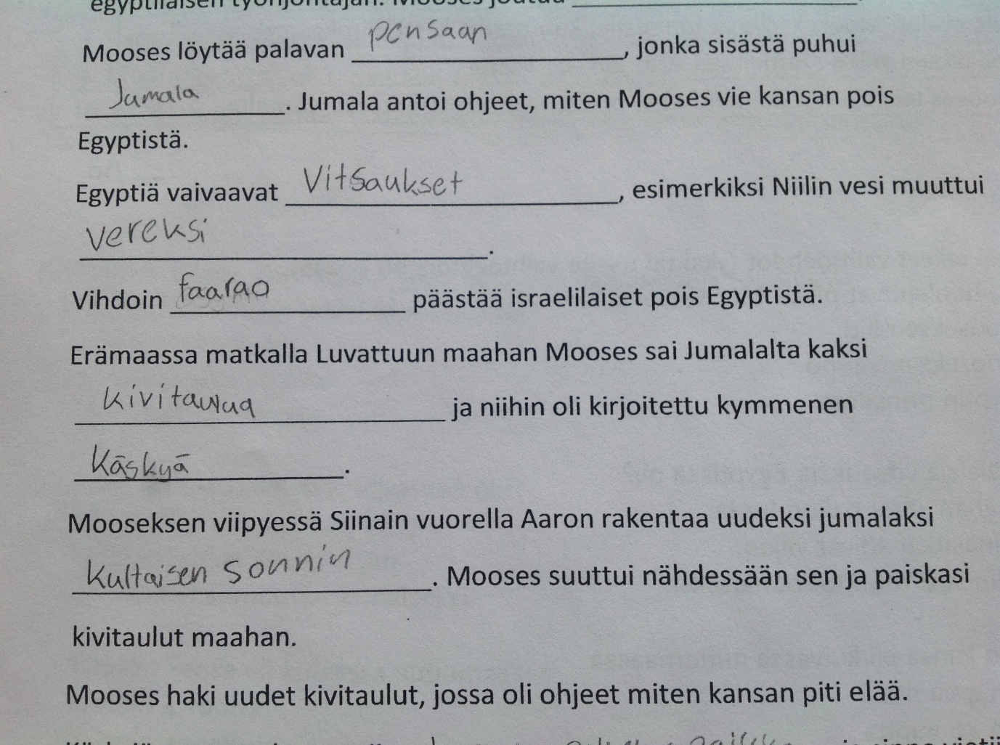 egyptiläisen työnjohtajan. Mooses joutuu
Mooses löytää palavan pensaan, jonka sisästä puhui
Jumala. Jumala antoi ohjeet, miten Mooses vie kansan pois
Egyptistä.
Egyptiä vaivaavat Vitsaukset, esimerkiksi Niilin vesi muuttui
vereksi.
Vihdoin faarao päästää israelilaiset pois Egyptistä.
Erämaassa matkalla Luvattuun maahan Mooses sai Jumalalta kaksi
kivitaulua ja niihin oli kirjoitettu kymmenen
Käskyä.
Mooseksen viipyessä Siinain vuorella Aaron rakentaa uudeksi jumalaksi
Kultaisen sonnin. Mooses suuttui nähdessään sen ja paiskasi
kivitaulut maahan.
Mooses haki uudet kivitaulut, jossa oli ohjeet miten kansan piti elää.